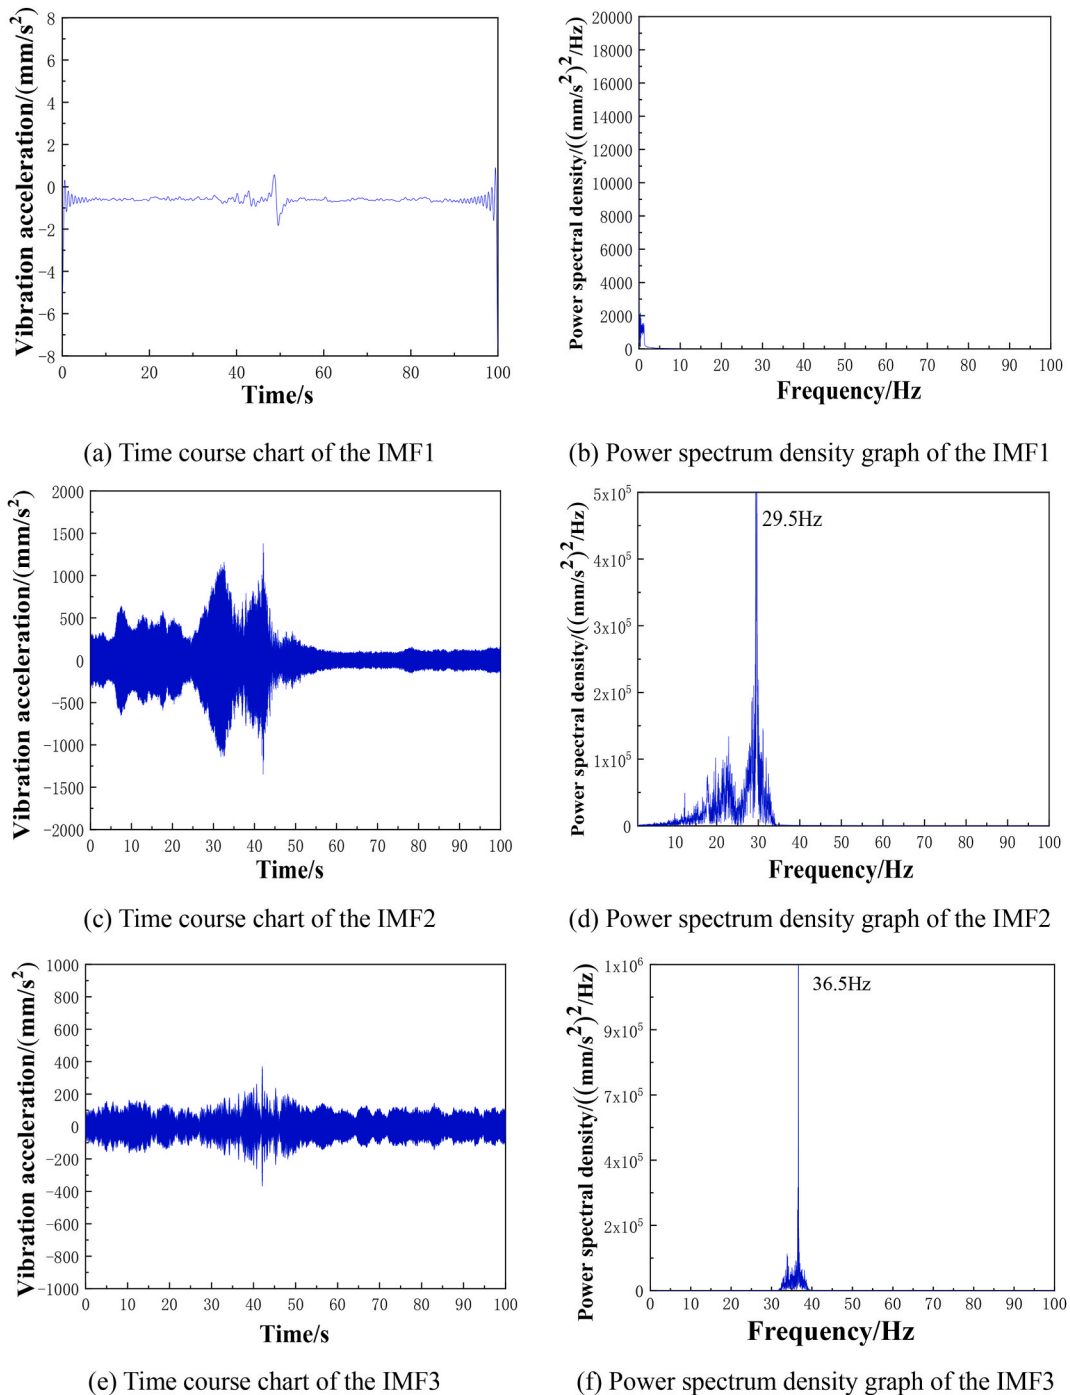 Vibration acceleration/(mm/s²)
8
6
4
2
0
−2
−4
−6
−8
0 20 40 60 80 100
Time/s
(a) Time course chart of the IMF1
Power spectral density/((mm/s²)²/Hz)
20000
18000
16000
14000
12000
10000
8000
6000
4000
2000
0
0 10 20 30 40 50 60 70 80 90 100
Frequency/Hz
(b) Power spectrum density graph of the IMF1
Vibration acceleration/(mm/s²)
2000
1500
1000
500
0
−500
−1000
−1500
−2000
0 10 20 30 40 50 60 70 80 90 100
Time/s
(c) Time course chart of the IMF2
Power spectral density/((mm/s²)²/Hz)
5x10⁵
4x10⁵
3x10⁵
2x10⁵
1x10⁵
0
29.5Hz
10 20 30 40 50 60 70 80 90 100
Frequency/Hz
(d) Power spectrum density graph of the IMF2
Vibration acceleration/(mm/s²)
1000
800
600
400
200
0
−200
−400
−600
−800
−1000
0 10 20 30 40 50 60 70 80 90 100
Time/s
(e) Time course chart of the IMF3
Power spectral density/((mm/s²)²/Hz)
1x10⁶
9x10⁵
7x10⁵
4x10⁵
2x10⁵
0
36.5Hz
0 10 20 30 40 50 60 70 80 90 100
Frequency/Hz
(f) Power spectrum density graph of the IMF3